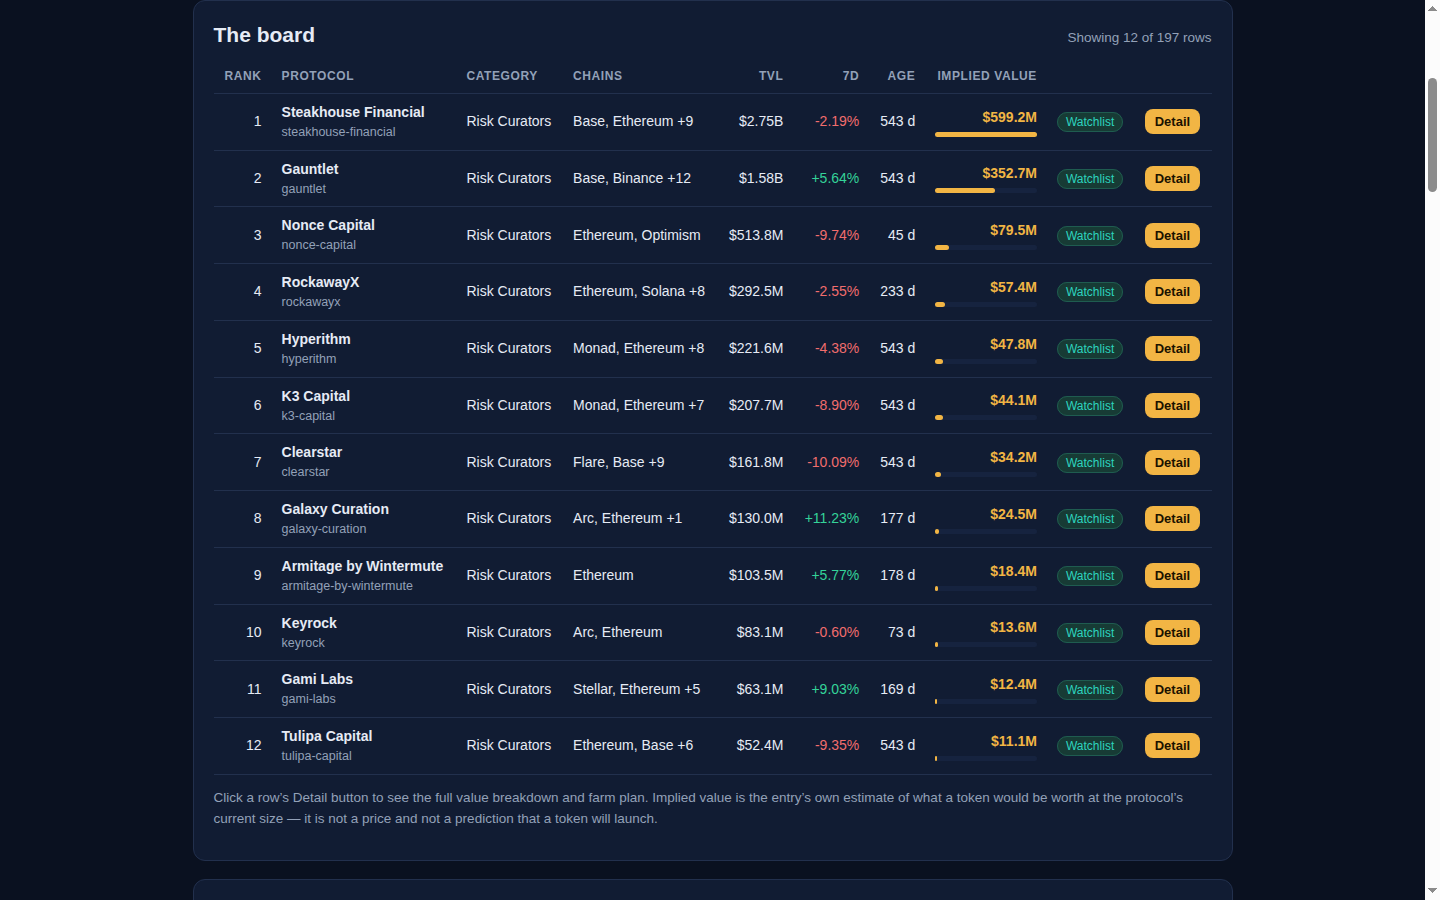 The board
Showing 12 of 197 rows
RANK PROTOCOL CATEGORY CHAINS TVL 7D AGE IMPLIED VALUE
1 Steakhouse Financial Risk Curators Base, Ethereum +9 $2.75B -2.19% 543 d $599.2M Watchlist Detail
steakhouse-financial
2 Gauntlet Risk Curators Base, Binance +12 $1.58B +5.64% 543 d $352.7M Watchlist Detail
gauntlet
3 Nonce Capital Risk Curators Ethereum, Optimism $513.8M -9.74% 45 d $79.5M Watchlist Detail
nonce-capital
4 RockawayX Risk Curators Ethereum, Solana +8 $292.5M -2.55% 233 d $57.4M Watchlist Detail
rockawayx
5 Hyperithm Risk Curators Monad, Ethereum +8 $221.6M -4.38% 543 d $47.8M Watchlist Detail
hyperithm
6 K3 Capital Risk Curators Monad, Ethereum +7 $207.7M -8.90% 543 d $44.1M Watchlist Detail
k3-capital
7 Clearstar Risk Curators Flare, Base +9 $161.8M -10.09% 543 d $34.2M Watchlist Detail
clearstar
8 Galaxy Curation Risk Curators Arc, Ethereum +1 $130.0M +11.23% 177 d $24.5M Watchlist Detail
galaxy-curation
9 Armitage by Wintermute Risk Curators Ethereum $103.5M +5.77% 178 d $18.4M Watchlist Detail
armitage-by-wintermute
10 Keyrock Risk Curators Arc, Ethereum $83.1M -0.60% 73 d $13.6M Watchlist Detail
keyrock
11 Gami Labs Risk Curators Stellar, Ethereum +5 $63.1M +9.03% 169 d $12.4M Watchlist Detail
gami-labs
12 Tulipa Capital Risk Curators Ethereum, Base +6 $52.4M -9.35% 543 d $11.1M Watchlist Detail
tulipa-capital
Click a row’s Detail button to see the full value breakdown and farm plan. Implied value is the entry’s own estimate of what a token would be worth at the protocol’s
current size — it is not a price and not a prediction that a token will launch.